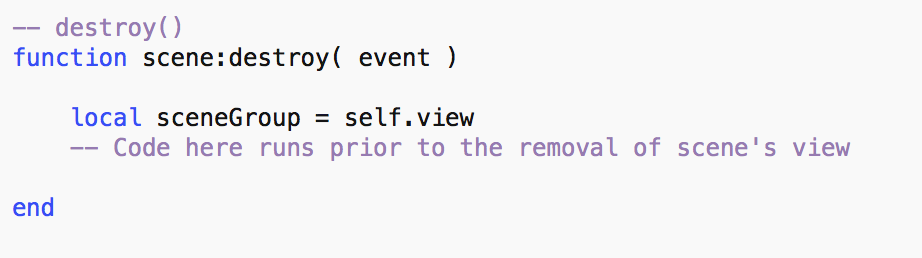 -- destroy()
function scene:destroy( event )
local sceneGroup = self.view
-- Code here runs prior to the removal of scene's view
end